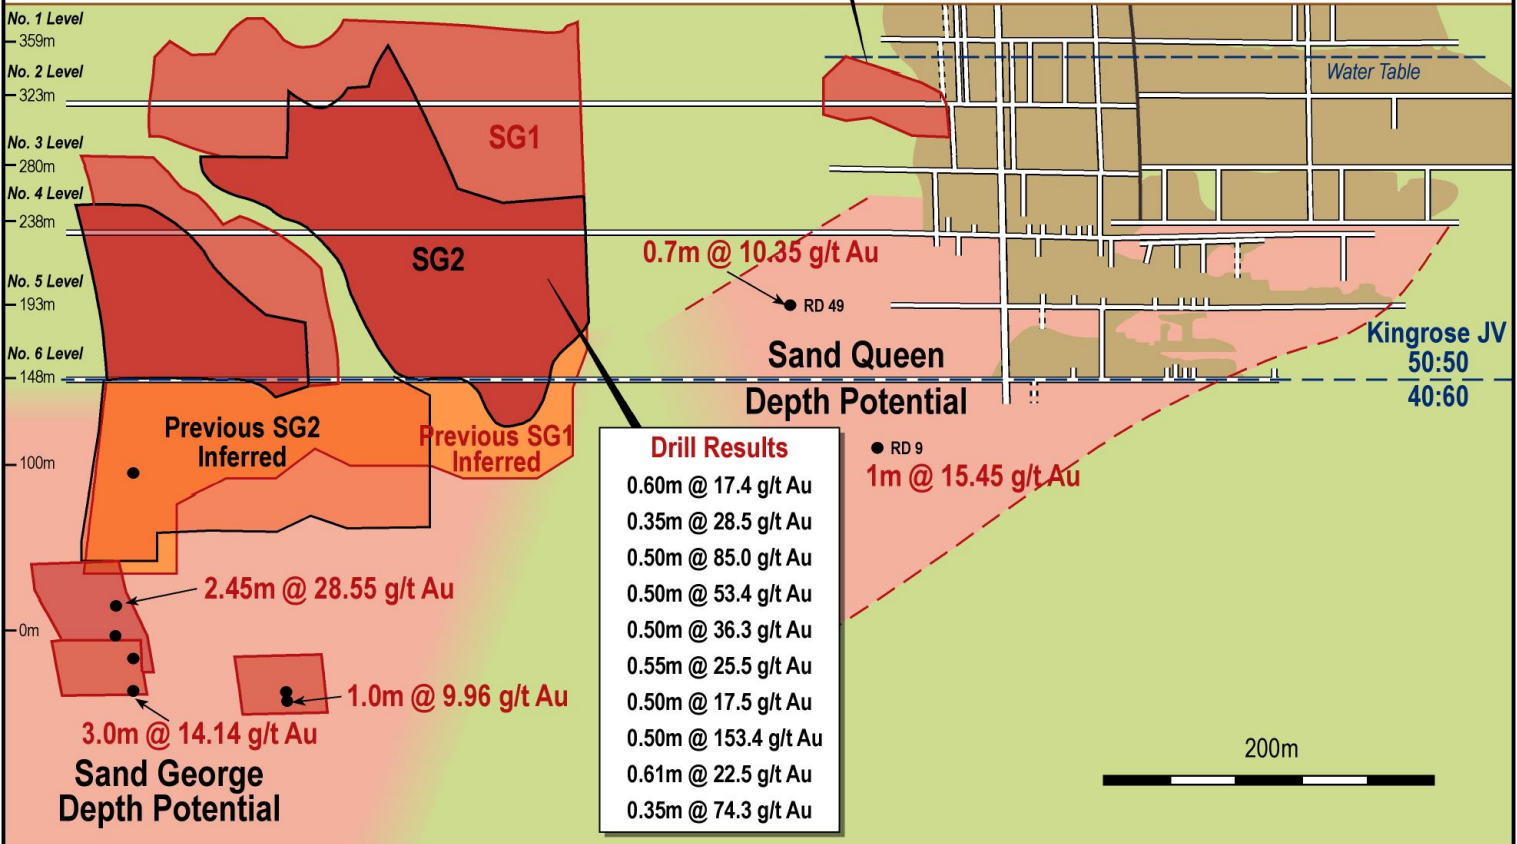 No. 1 Level
359m
No. 2 Level
323m
No. 3 Level
280m
No. 4 Level
238m
No. 5 Level
193m
No. 6 Level
148m
100m
0m
SG1
SG2
Water Table
0.7m @ 10.35 g/t Au
RD 49
Sand Queen
Depth Potential
Kingrose JV
50:50
40:60
RD 9
1m @ 15.45 g/t Au
Previous SG2
Inferred
Previous SG1
Inferred
Drill Results
0.60m @ 17.4 g/t Au
0.35m @ 28.5 g/t Au
0.50m @ 85.0 g/t Au
0.50m @ 53.4 g/t Au
0.50m @ 36.3 g/t Au
0.55m @ 25.5 g/t Au
0.50m @ 17.5 g/t Au
0.50m @ 153.4 g/t Au
0.61m @ 22.5 g/t Au
0.35m @ 74.3 g/t Au
2.45m @ 28.55 g/t Au
1.0m @ 9.96 g/t Au
3.0m @ 14.14 g/t Au
Sand George
Depth Potential
200m